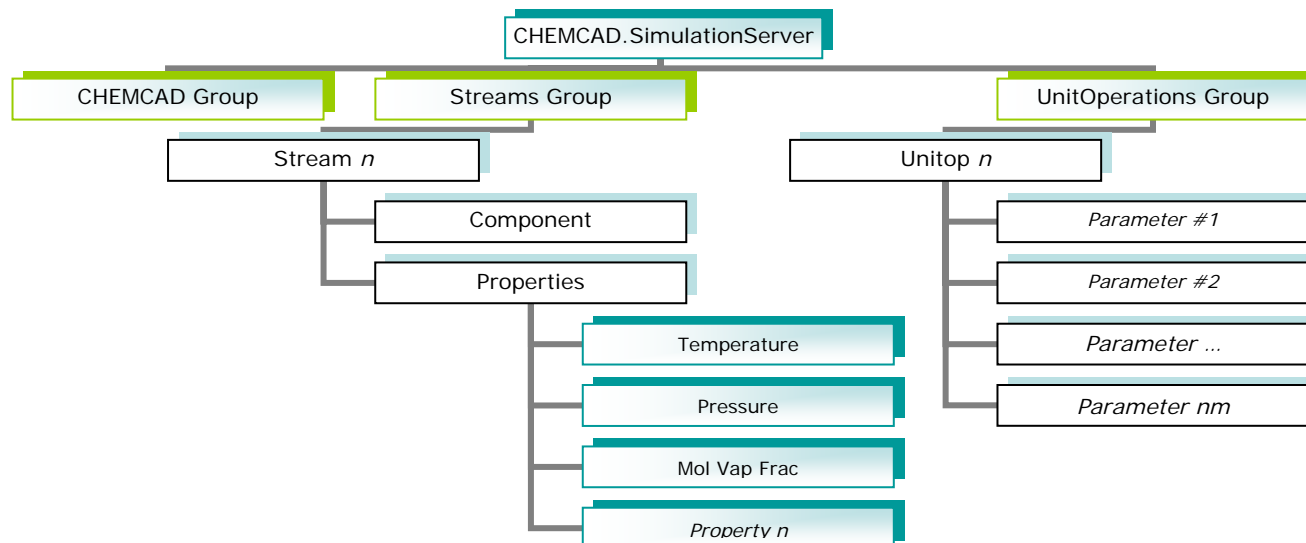 CHEMCAD.SimulationServer
CHEMCAD Group
Streams Group
UnitOperations Group
Stream n
Unitop n
Component
Parameter #1
Properties
Parameter #2
Temperature
Parameter ...
Pressure
Parameter nm
Mol Vap Frac
Property n